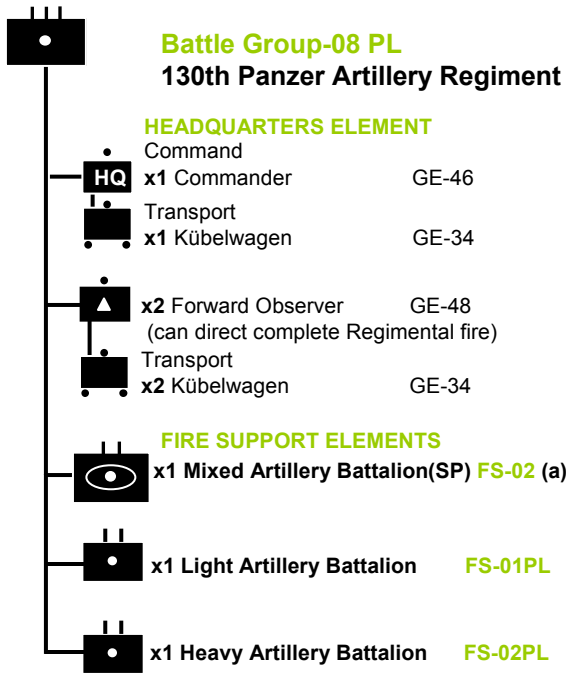 Battle Group-08 PL
130th Panzer Artillery Regiment
HEADQUARTERS ELEMENT
Command
HQ x1 Commander GE-46
Transport
x1 Kübelwagen GE-34
x2 Forward Observer GE-48
(can direct complete Regimental fire)
Transport
x2 Kübelwagen GE-34
FIRE SUPPORT ELEMENTS
x1 Mixed Artillery Battalion(SP) FS-02 (a)
x1 Light Artillery Battalion FS-01PL
x1 Heavy Artillery Battalion FS-02PL